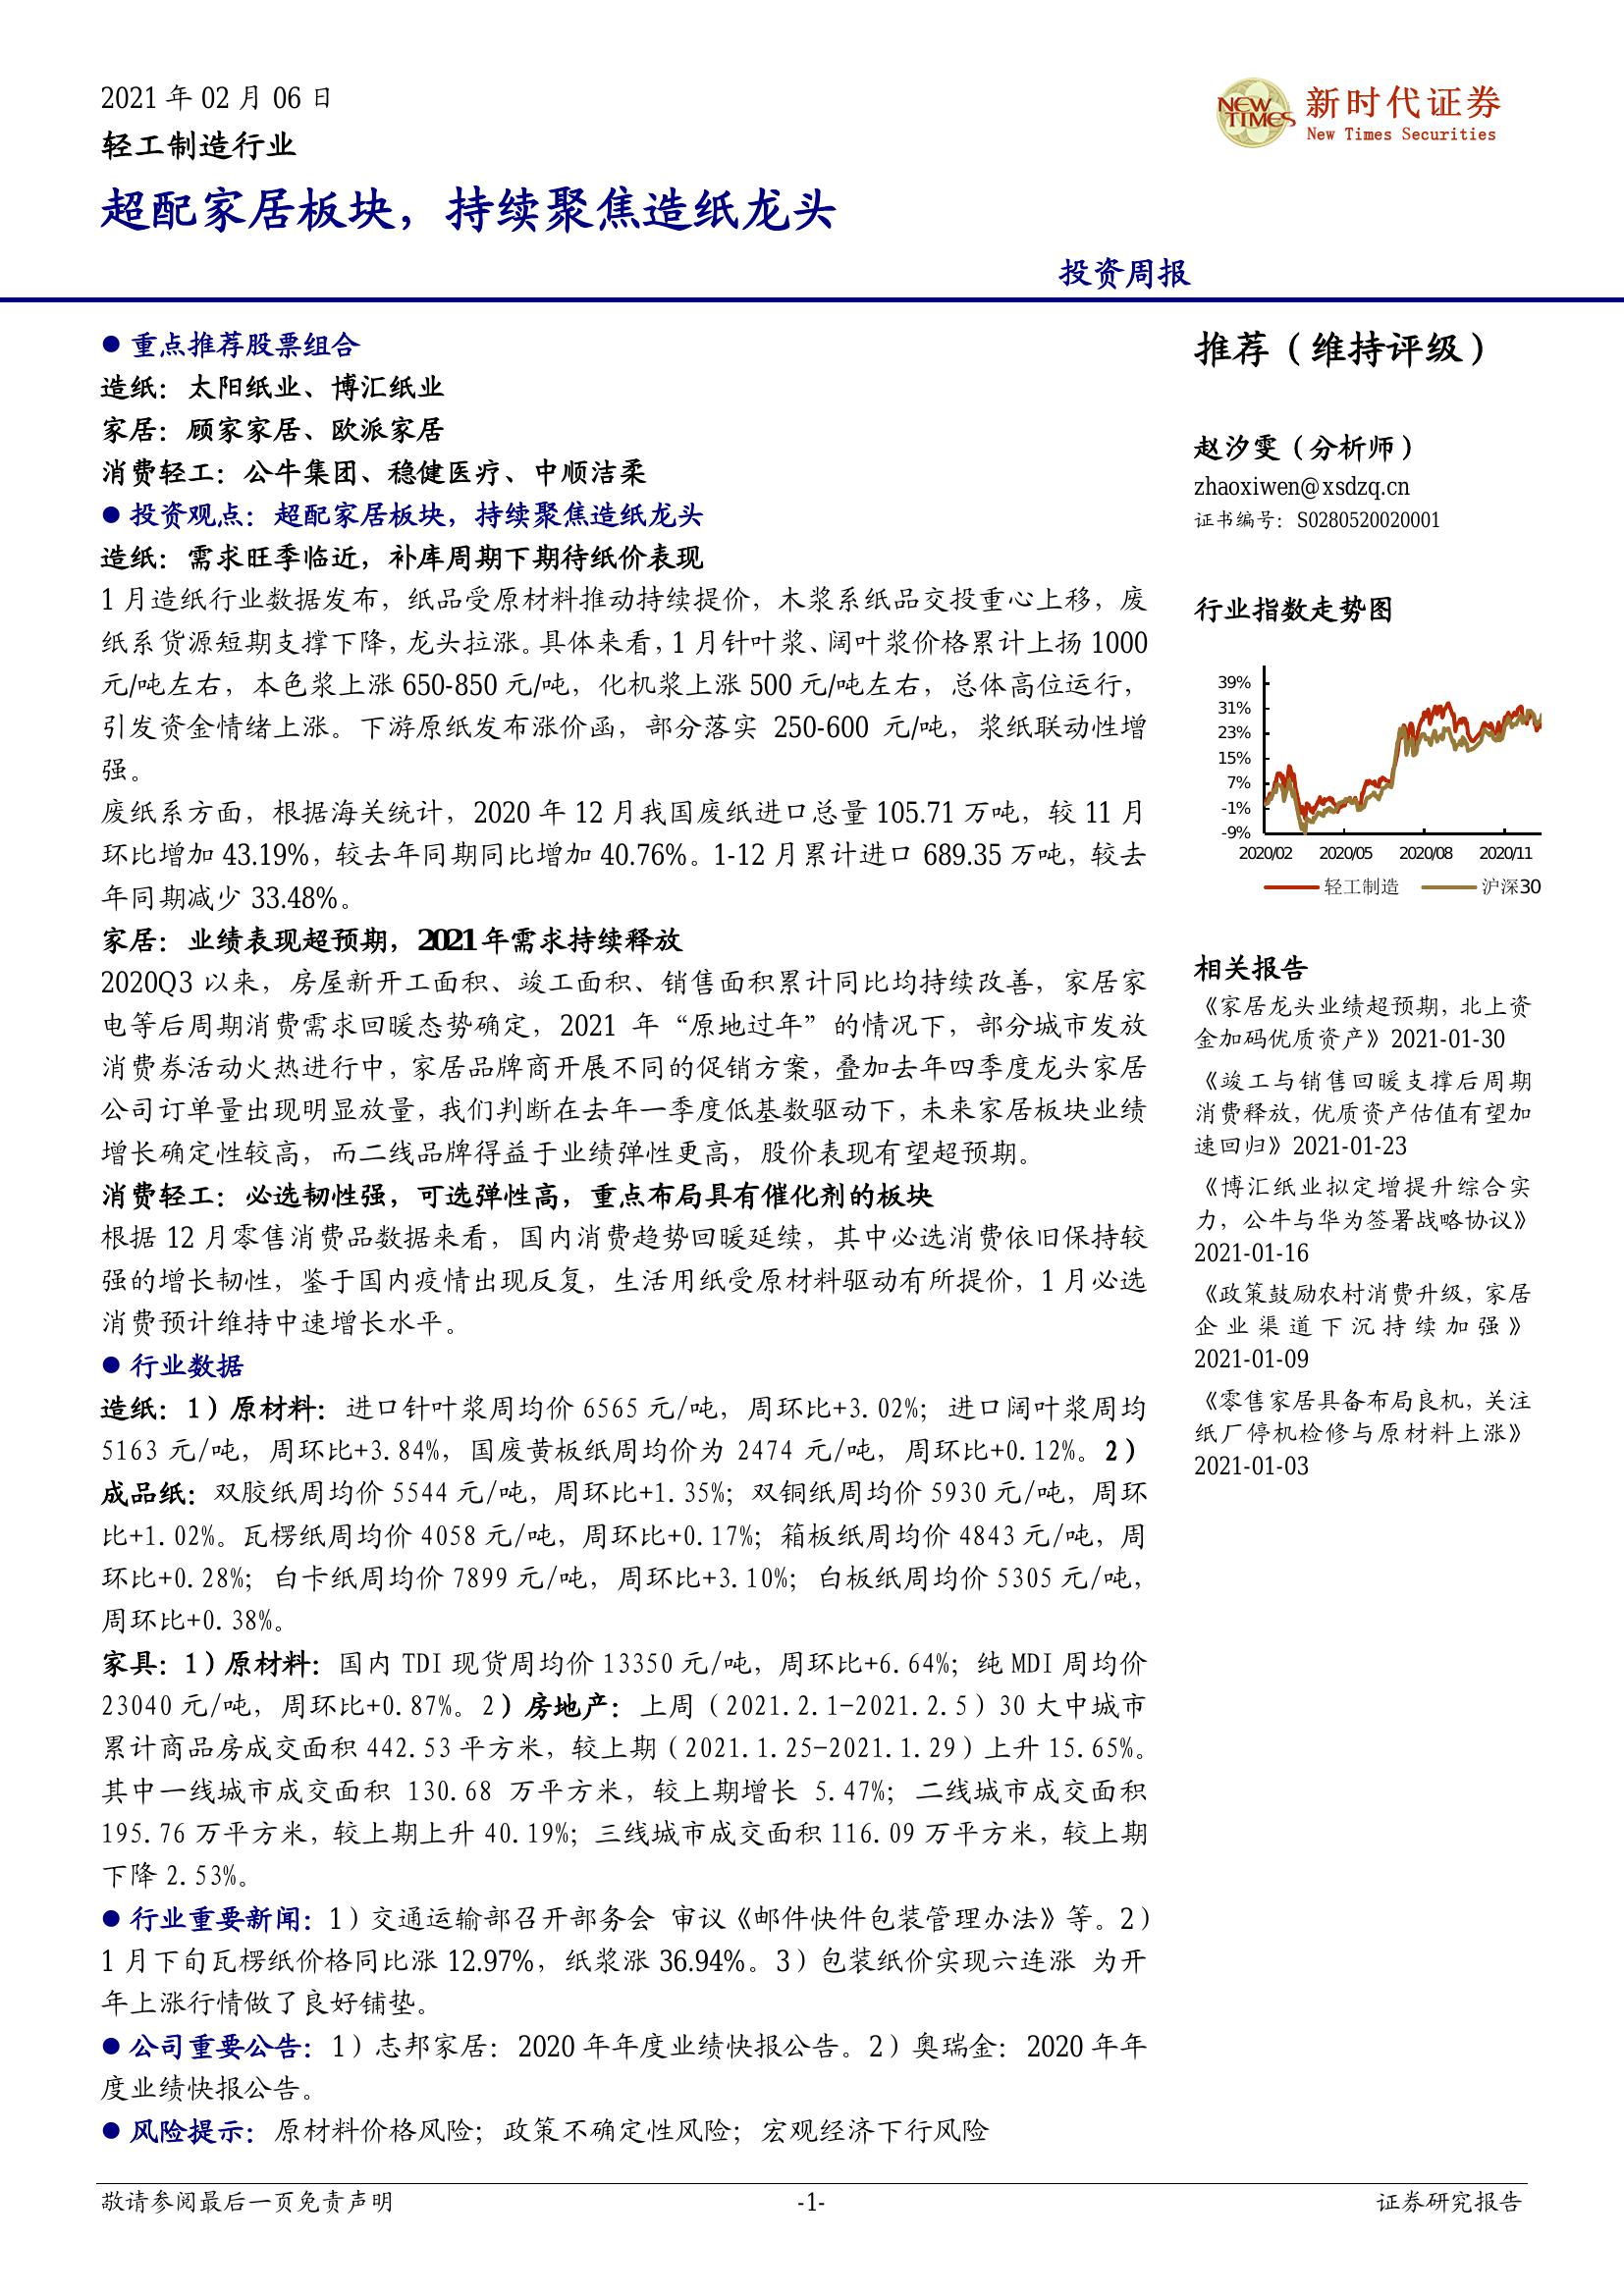 2021 年 02 月 06 日
轻工制造行业
超配家居板块，持续聚焦造纸龙头
NEW TIMES
新时代证券
New Times Securities
投资周报
●重点推荐股票组合
造纸：太阳纸业、博汇纸业
家居：顾家家居、欧派家居
消费轻工：公牛集团、稳健医疗、中顺洁柔
●投资观点：超配家居板块，持续聚焦造纸龙头
造纸：需求旺季临近，补库周期下期待纸价表现
1 月造纸行业数据发布，纸品受原材料推动持续提价，木浆系纸品交投重心上移，废
纸系货源短期支撑下降，龙头拉涨。具体来看，1 月针叶浆、阔叶浆价格累计上扬 1000
元/吨左右，本色浆上涨 650-850 元/吨，化机浆上涨 500 元/吨左右，总体高位运行，
引发资金情绪上涨。下游原纸发布涨价函，部分落实 250-600 元/吨，浆纸联动性增
强。
废纸系方面，根据海关统计，2020 年 12 月我国废纸进口总量 105.71 万吨，较 11 月
环比增加 43.19%，较去年同期同比增加 40.76%。1-12 月累计进口 689.35 万吨，较去
年同期减少 33.48%。
家居：业绩表现超预期，2021 年需求持续释放
2020Q3 以来，房屋新开工面积、竣工面积、销售面积累计同比均持续改善，家居家
电等后周期消费需求回暖态势确定，2021 年“原地过年”的情况下，部分城市发放
消费券活动火热进行中，家居品牌商开展不同的促销方案，叠加去年四季度龙头家居
公司订单量出现明显放量，我们判断在去年一季度低基数驱动下，未来家居板块业绩
增长确定性较高，而二线品牌得益于业绩弹性更高，股价表现有望超预期。
消费轻工：必选韧性强，可选弹性高，重点布局具有催化剂的板块
根据 12 月零售消费品数据来看，国内消费趋势回暖延续，其中必选消费依旧保持较
强的增长韧性，鉴于国内疫情出现反复，生活用纸受原材料驱动有所提价，1 月必选
消费预计维持中速增长水平。
●行业数据
造纸：1）原材料：进口针叶浆周均价 6565 元/吨，周环比+3.02%；进口阔叶浆周均
5163 元/吨，周环比+3.84%，国废黄板纸周均价为 2474 元/吨，周环比+0.12%。2）
成品纸：双胶纸周均价 5544 元/吨，周环比+1.35%；双铜纸周均价 5930 元/吨，周环
比+1.02%。瓦楞纸周均价 4058 元/吨，周环比+0.17%；箱板纸周均价 4843 元/吨，周
环比+0.28%；白卡纸周均价 7899 元/吨，周环比+3.10%；白板纸周均价 5305 元/吨，
周环比+0.38%。
家具：1）原材料：国内 TDI 现货周均价 13350 元/吨，周环比+6.64%；纯 MDI 周均价
23040 元/吨，周环比+0.87%。2）房地产：上周（2021.2.1-2021.2.5）30 大中城市
累计商品房成交面积 442.53 平方米，较上期（2021.1.25-2021.1.29）上升 15.65%。
其中一线城市成交面积 130.68 万平方米，较上期增长 5.47%；二线城市成交面积
195.76 万平方米，较上期上升 40.19%；三线城市成交面积 116.09 万平方米，较上期
下降 2.53%。
●行业重要新闻：1）交通运输部召开部务会 审议《邮件快件包装管理办法》等。2）
1 月下旬瓦楞纸价格同比涨 12.97%，纸浆涨 36.94%。3）包装纸价实现六连涨 为开
年上涨行情做了良好铺垫。
●公司重要公告：1）志邦家居：2020 年年度业绩快报公告。2）奥瑞金：2020 年年
度业绩快报公告。
●风险提示：原材料价格风险；政策不确定性风险；宏观经济下行风险
推荐（维持评级）
赵汐雯（分析师）
zhaoxiwen@xsdzq.cn
证书编号：S0280520020001
行业指数走势图
39%
31%
23%
15%
7%
-1%
-9%
2020/02 2020/05 2020/08 2020/11
轻工制造 沪深30
相关报告
《家居龙头业绩超预期，北上资
金加码优质资产》2021-01-30
《竣工与销售回暖支撑后周期
消费释放，优质资产估值有望加
速回归》2021-01-23
《博汇纸业拟定增提升综合实
力，公牛与华为签署战略协议》
2021-01-16
《政策鼓励农村消费升级，家居
企业渠道下沉持续加强》
2021-01-09
《零售家居具备布局良机，关注
纸厂停机检修与原材料上涨》
2021-01-03
敬请参阅最后一页免责声明 -1- 证券研究报告